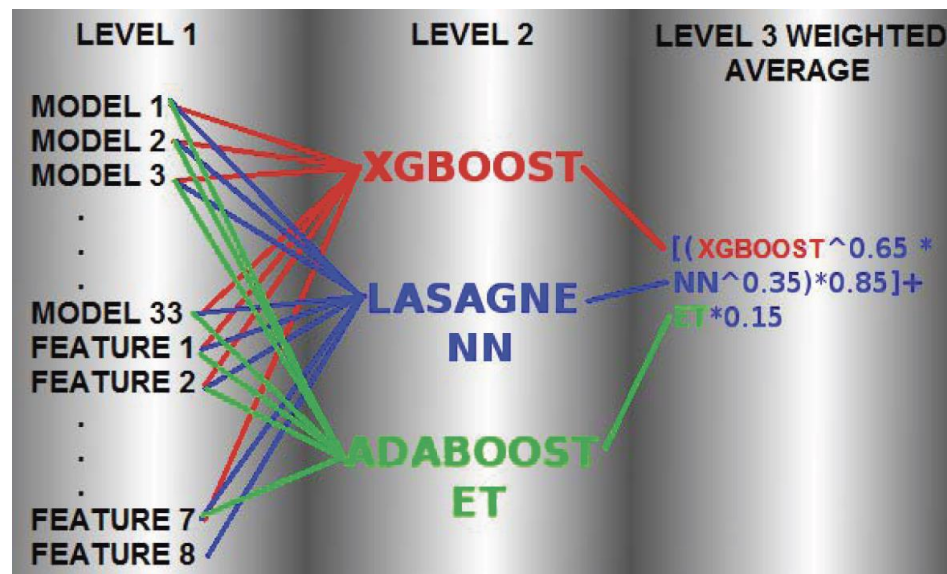 LEVEL 1
LEVEL 2
LEVEL 3 WEIGHTED
AVERAGE
MODEL 1
MODEL 2
MODEL 3
.
.
.
MODEL 33
FEATURE 1
FEATURE 2
.
.
.
FEATURE 7
FEATURE 8
XGBOOST
LASAGNE
NN
ADABOOST
ET
[(XGBOOST^0.65 *
NN^0.35)*0.85]+
ET*0.15